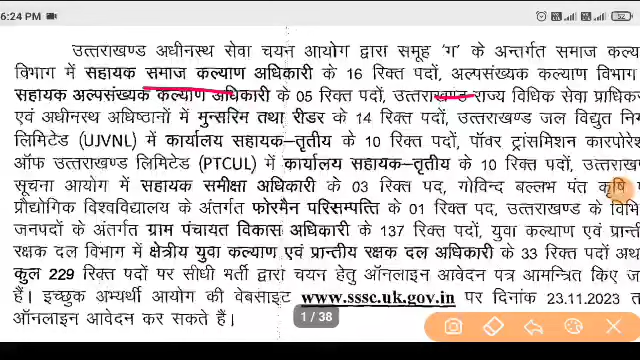 6:24 PM
52
उत्तराखण्ड अधीनस्थ सेवा चयन आयोग द्वारा समूह 'ग' के अन्तर्गत समाज कल्य
विभाग में सहायक समाज कल्याण अधिकारी के 16 रिक्त पदों, अल्पसंख्यक कल्याण विभाग
सहायक अल्पसंख्यक कल्याण अधिकारी के 05 रिक्त पदों, उत्तराखण्ड राज्य विधिक सेवा प्राधिकर
एवं अधीनस्थ अधिष्ठानों में मुन्सरिम तथा रीडर के 14 रिक्त पदों, उत्तराखण्ड जल विद्युत निग
लिमिटेड (UJVNL) में कार्यालय सहायक-तृतीय के 10 रिक्त पदों, पॉवर ट्रांसमिशन कारपोरेश
ऑफ उत्तराखण्ड लिमिटेड (PTCUL) में कार्यालय सहायक-तृतीय के 10 रिक्त पदों, उत्तराखण
सूचना आयोग में सहायक समीक्षा अधिकारी के 03 रिक्त पद, गोविन्द बल्लभ पंत कृषि
प्रौद्योगिक विश्वविद्यालय के अंतर्गत फोरमैन परिसम्पत्ति के 01 रिक्त पद, उत्तराखण्ड के विभि
जनपदों के अंतर्गत ग्राम पंचायत विकास अधिकारी के 137 रिक्त पदों, युवा कल्याण एवं प्रान्ती
रक्षक दल विभाग में क्षेत्रीय युवा कल्याण एवं प्रान्तीय रक्षक दल अधिकारी के 33 रिक्त पदों अथ
कुल 229 रिक्त पदों पर सीधी भर्ती द्वारा चयन हेतु ऑनलाइन आवेदन पत्र आमन्त्रित किए ज
हैं। इच्छुक अभ्यर्थी आयोग की वेबसाइट www.sssc.uk.gov.in पर दिनांक 23.11.2023 त
ऑनलाइन आवेदन कर सकते हैं।
1 / 38